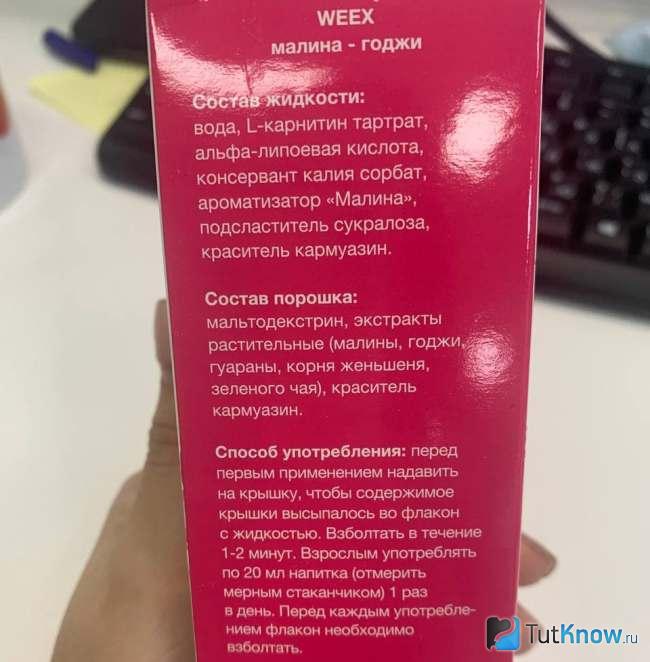 WEEX
малина - годжи
Состав жидкости:
вода, L-карнитин тартрат,
альфа-липоевая кислота,
консервант калия сорбат,
ароматизатор «Малина»,
подсластитель сукралоза,
краситель кармуазин.
Состав порошка:
мальтодекстрин, экстракты
растительные (малины, годжи,
гуараны, корня женьшеня,
зеленого чая), краситель
кармуазин.
Способ употребления: перед
первым применением надавить
на крышку, чтобы содержимое
крышки высыпалось во флакон
с жидкостью. Взболтать в течение
1-2 минут. Взрослым употреблять
по 20 мл напитка (отмерить
мерным стаканчиком) 1 раз
в день. Перед каждым употребле-
нием флакон необходимо
взболтать.
TutKnow.ru